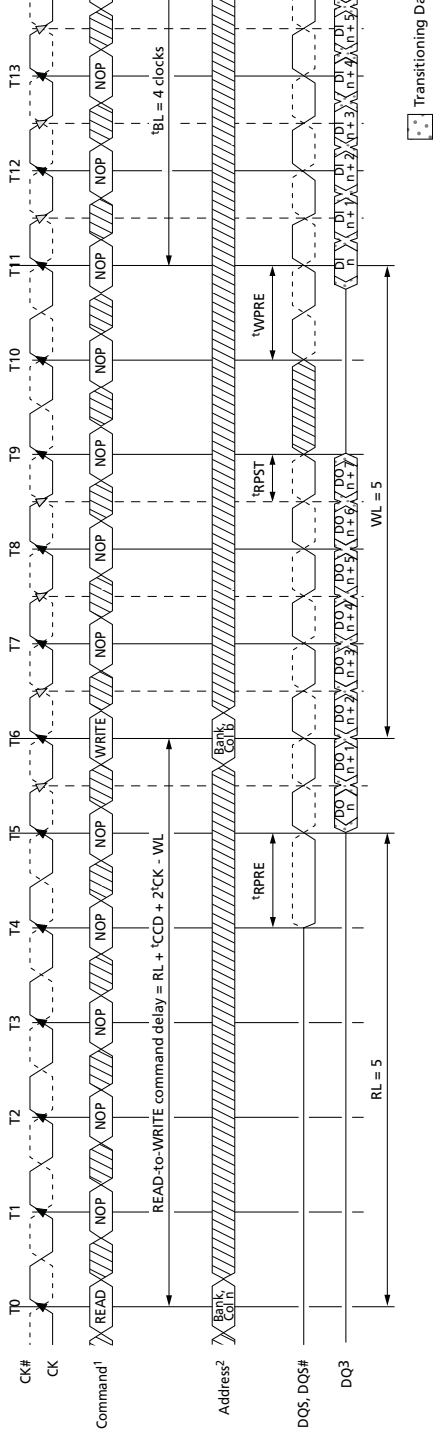 T0 T1 T2 T3 T4 T5 T6 T7 T8 T9 T10 T11 T12 T13
CK#
CK
Command1 READ NOP NOP NOP NOP NOP WRITE NOP NOP NOP NOP NOP NOP NOP
READ-to-WRITE command delay = RL + tCCD + 2tCK - WL
tBL = 4 clocks
Address2
Bank,
Col n
Bank,
Col b
tRPRE
tRPST
tWPRE
DQS, DQS#
DQ3
DO
n
DO
n + 1
DO
n + 2
DO
n + 3
DO
n + 4
DO
n + 5
DO
n + 6
DO
n + 7
DI
n
DI
n + 1
DI
n + 2
DI
n + 3
DI
n + 4
DI
n + 5
RL = 5
WL = 5
Transitioning Da